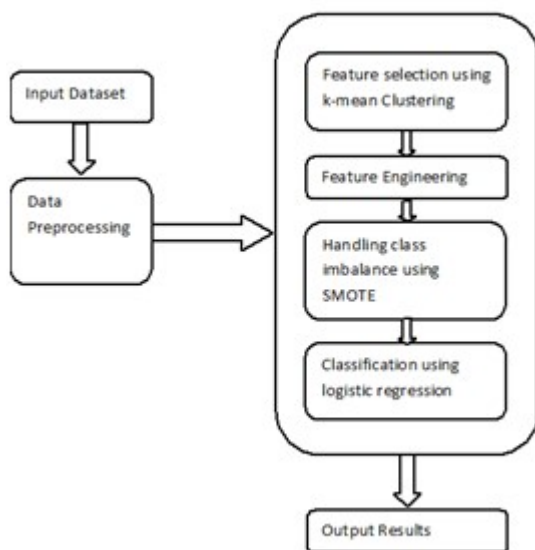 Input Dataset
Data
Preprocessing
Feature selection using
k-mean Clustering
Feature Engineering
Handling class
imbalance using
SMOTE
Classification using
logistic regression
Output Results